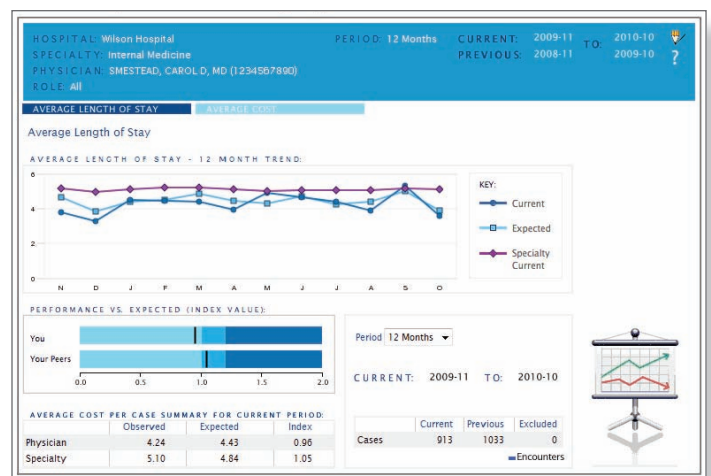 HOSPITAL: Wilson Hospital PERIOD: 12 Months CURRENT: 2009-11 TO: 2010-10
SPECIALTY: Internal Medicine PREVIOUS: 2008-11 2009-10 ?
PHYSICIAN: SMESTEAD, CAROL D, MD (1234567890)
ROLE: All
AVERAGE LENGTH OF STAY AVERAGE COST
Average Length of Stay
AVERAGE LENGTH OF STAY - 12 MONTH TREND:
6
4
2
0
N D J F M A M J J A S O
KEY:
Current
Expected
Specialty
Current
PERFORMANCE VS. EXPECTED (INDEX VALUE):
You
Your Peers
0.0 0.5 1.0 1.5 2.0
Period 12 Months
CURRENT: 2009-11 TO: 2010-10
AVERAGE COST PER CASE SUMMARY FOR CURRENT PERIOD:
Observed Expected Index
Physician 4.24 4.43 0.96
Specialty 5.10 4.84 1.05
Current Previous Excluded
Cases 913 1033 0
Encounters